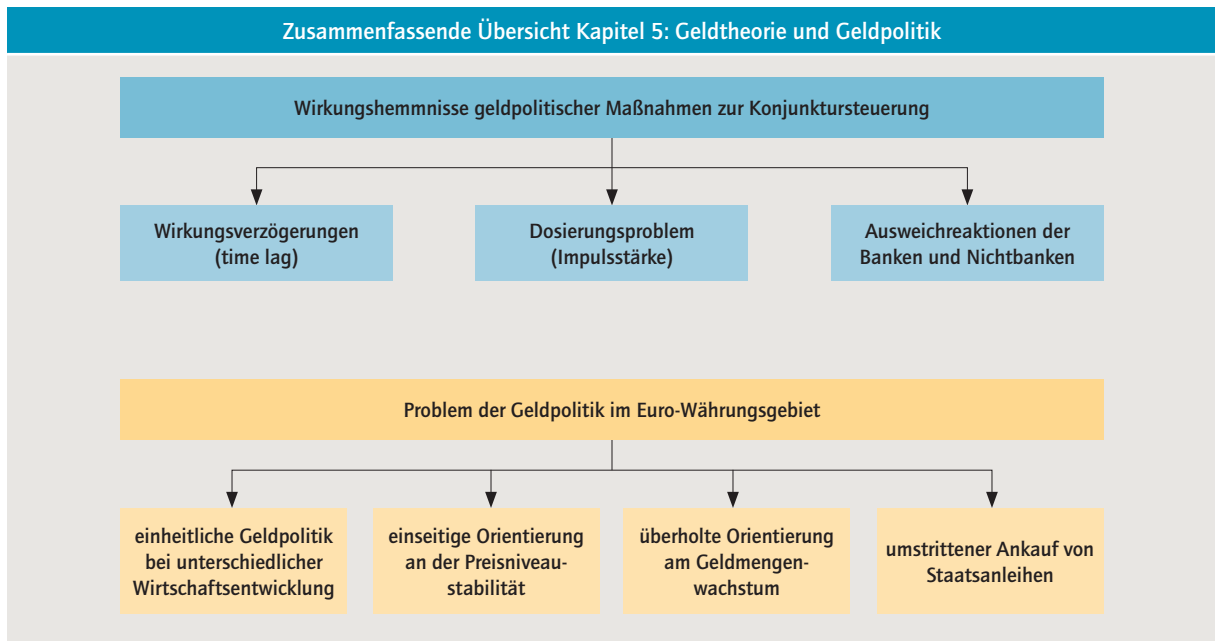 Zusammenfassende Übersicht Kapitel 5: Geldtheorie und Geldpolitik
Wirkungshemmnisse geldpolitischer Maßnahmen zur Konjunktursteuerung
Wirkungsverzögerungen
(time lag)
Dosierungsproblem
(Impulsstärke)
Ausweichreaktionen der
Banken und Nichtbanken
Problem der Geldpolitik im Euro-Währungsgebiet
einheitliche Geldpolitik
bei unterschiedlicher
Wirtschaftsentwicklung
einseitige Orientierung
an der Preisniveau-
stabilität
überholte Orientierung
am Geldmengen-
wachstum
umstrittener Ankauf von
Staatsanleihen